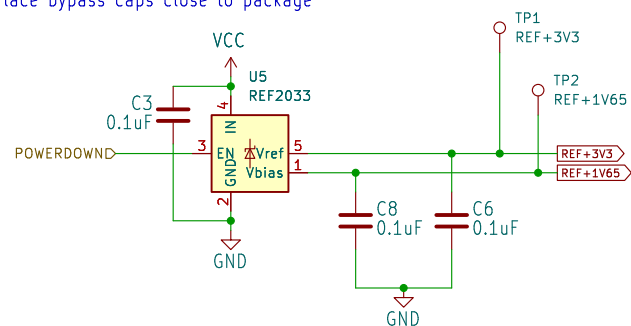 lace bypass caps close to package
TP1
REF+3V3
VCC
TP2
REF+1V65
U5
REF2033
C3
0.1uF
4
IN
POWERDOWN
3
EN
Vref
5
REF+3V3
GND
Vbias
1
REF+1V65
2
C8
0.1uF
C6
0.1uF
GND
GND